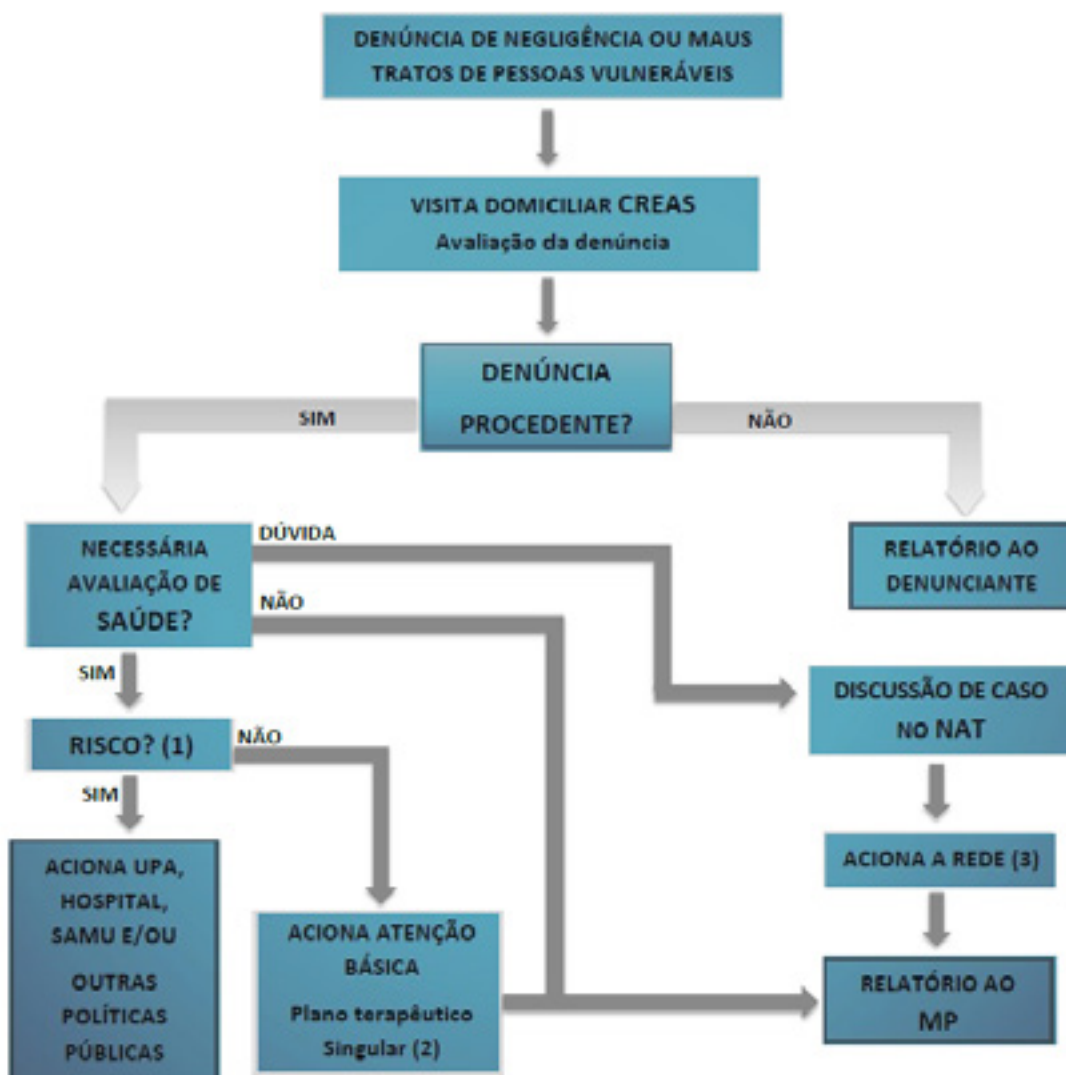 DENÚNCIA DE NEGLIGÊNCIA OU MAUS
TRATOS DE PESSOAS VULNERÁVEIS
VISITA DOMICILIAR CREAS
Avaliação da denúncia
DENÚNCIA
PROCEDENTE?
SIM
NÃO
NECESSÁRIA
AVALIAÇÃO DE
SAÚDE?
DÚVIDA
NÃO
RELATÓRIO AO
DENUNCIANTE
SIM
DISCUSSÃO DE CASO
NO NAT
RISCO? (1)
NÃO
SIM
ACIONA UPA,
HOSPITAL,
SAMU E/OU
OUTRAS
POLÍTICAS
PÚBLICAS
ACIONA ATENÇÃO
BÁSICA
Plano terapêutico
Singular (2)
ACIONA A REDE (3)
RELATÓRIO AO
MP